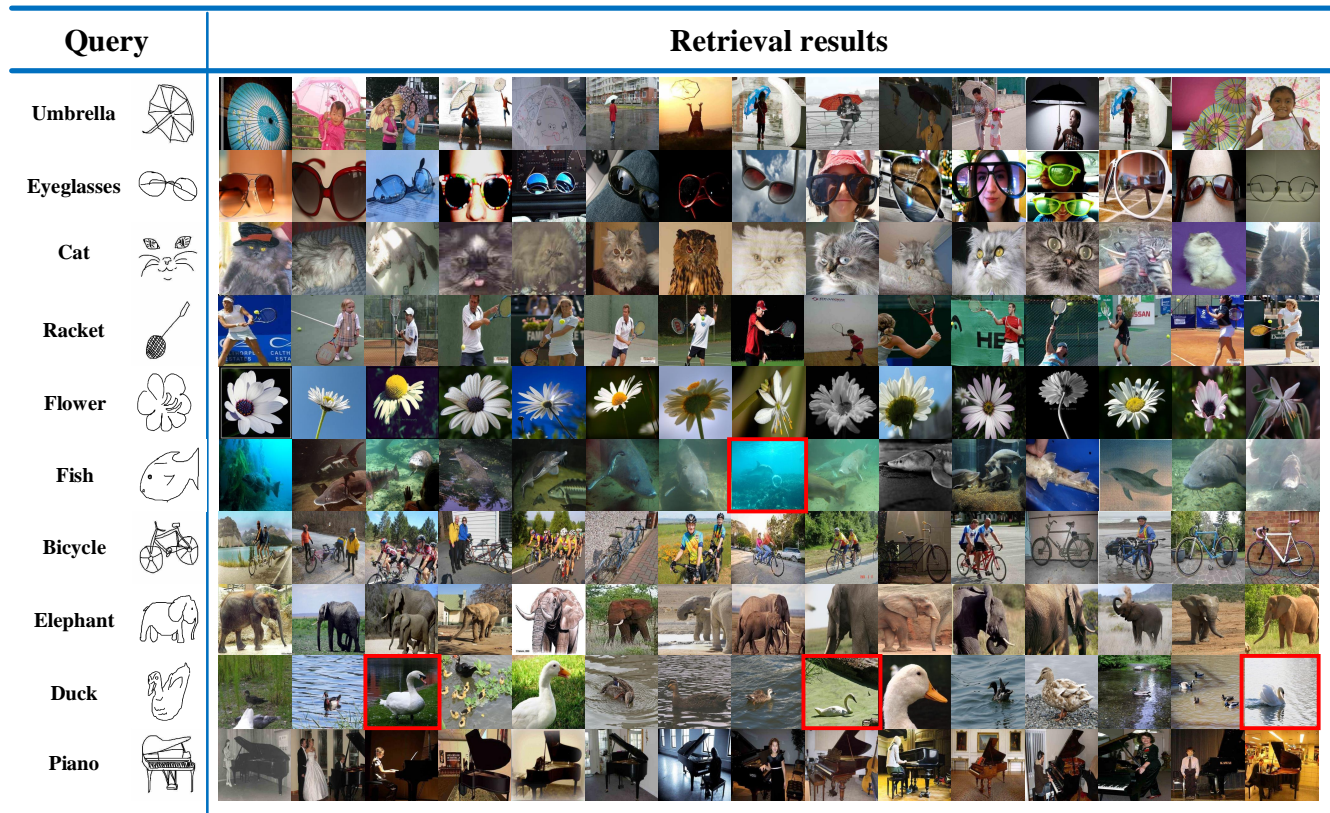 Query Retrieval results
Umbrella
Eyeglasses
Cat
Racket
Flower
Fish
Bicycle
Elephant
Duck
Piano